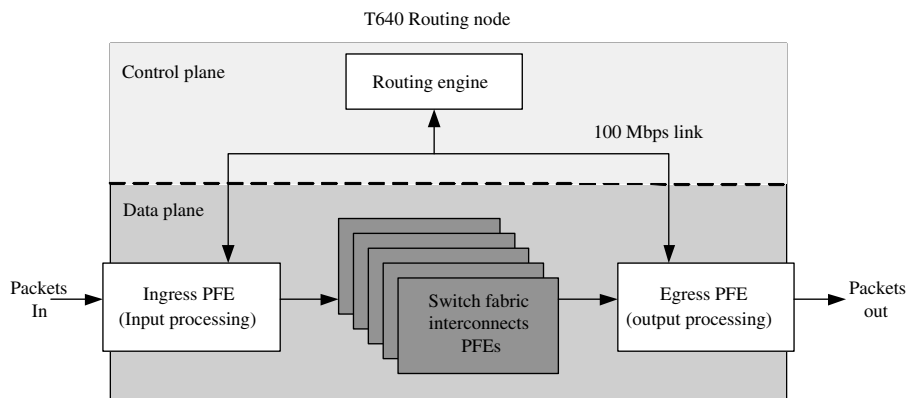 T640 Routing node
Control plane
Routing engine
100 Mbps link
Data plane
Packets
In
Ingress PFE
(Input processing)
Switch fabric
interconnects
PFEs
Egress PFE
(output processing)
Packets
out